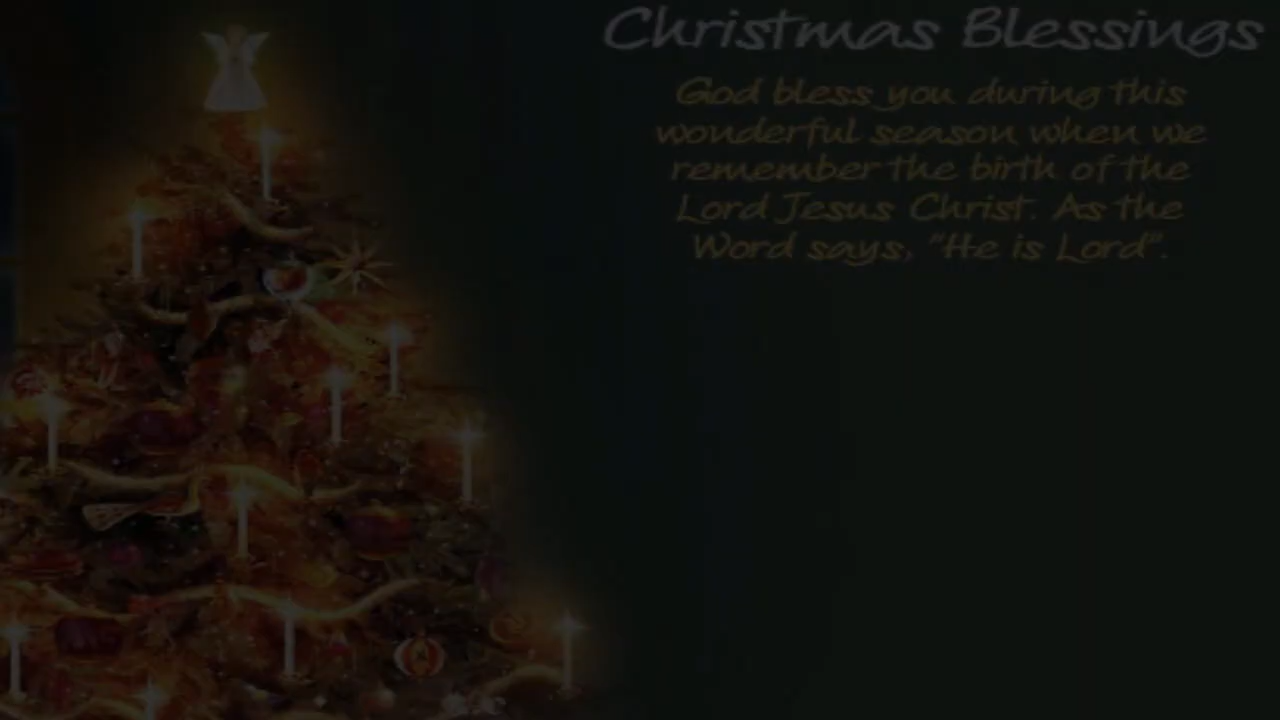 Christmas Blessings
God bless you during this
wonderful season when we
remember the birth of the
Lord Jesus Christ. As the
Word says, "He is Lord".